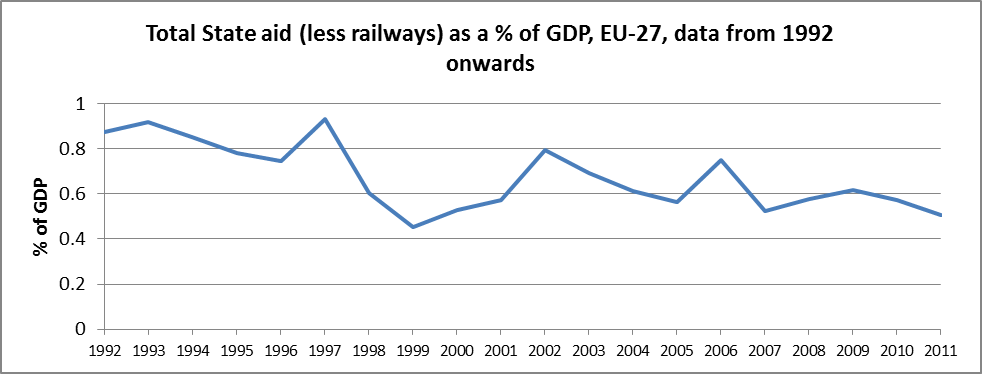 Total State aid (less railways) as a % of GDP, EU-27, data from 1992
onwards
% of GDP
1
0.8
0.6
0.4
0.2
0
1992 1993 1994 1995 1996 1997 1998 1999 2000 2001 2002 2003 2004 2005 2006 2007 2008 2009 2010 2011